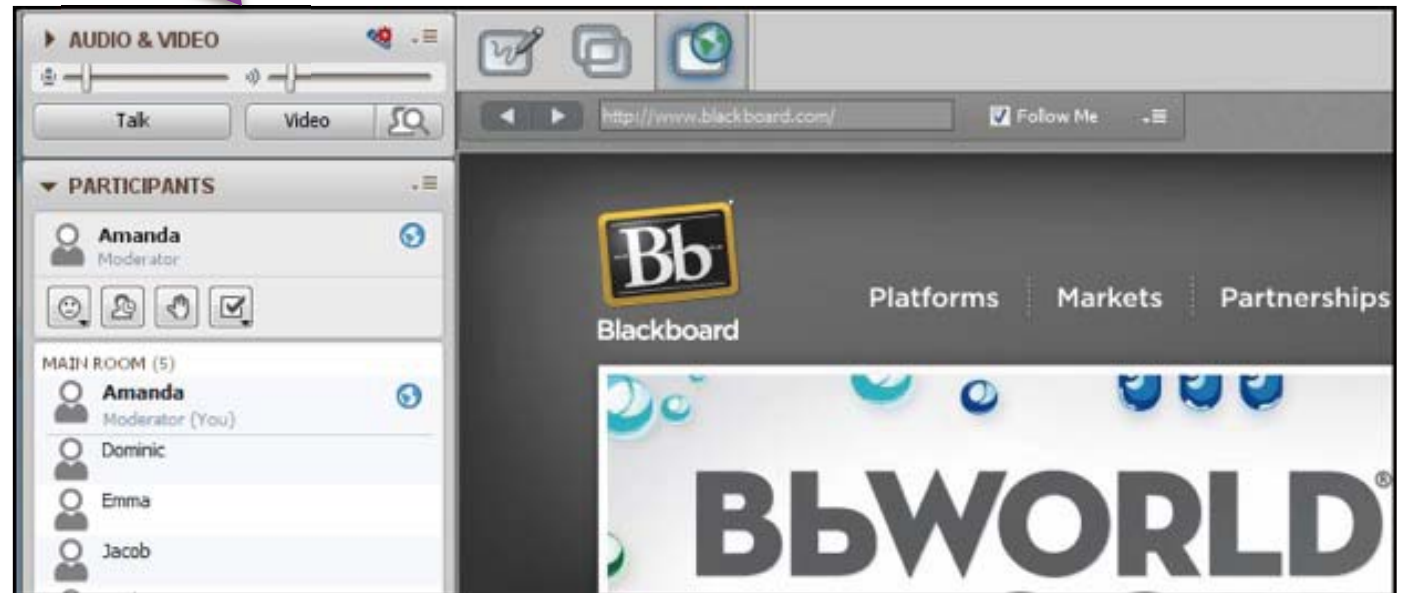 AUDIO & VIDEO
Talk
Video
PARTICIPANTS
Amanda
Moderator
MAIN ROOM (5)
Amanda
Moderator (You)
Dominic
Emma
Jacob
http://www.blackboard.com/
Follow Me
Bb
Blackboard
Platforms
Markets
Partnerships
BbWORLD®